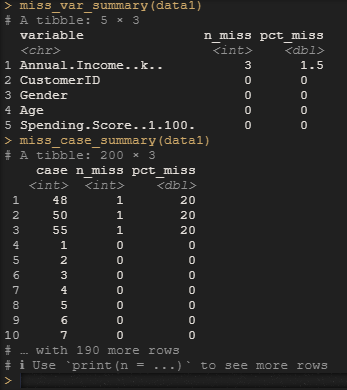 > miss_var_summary(data1)
# A tibble: 5 × 3
  variable               n_miss pct_miss
  <chr>                   <int>    <dbl>
1 Annual.Income..k..          3      1.5
2 CustomerID                  0      0
3 Gender                      0      0
4 Age                         0      0
5 Spending.Score..1.100.      0      0
> miss_case_summary(data1)
# A tibble: 200 × 3
    case n_miss pct_miss
   <int>  <int>    <dbl>
 1    48      1       20
 2    50      1       20
 3    55      1       20
 4     1      0        0
 5     2      0        0
 6     3      0        0
 7     4      0        0
 8     5      0        0
 9     6      0        0
10     7      0        0
# … with 190 more rows
# ℹ Use `print(n = ...)` to see more rows
>